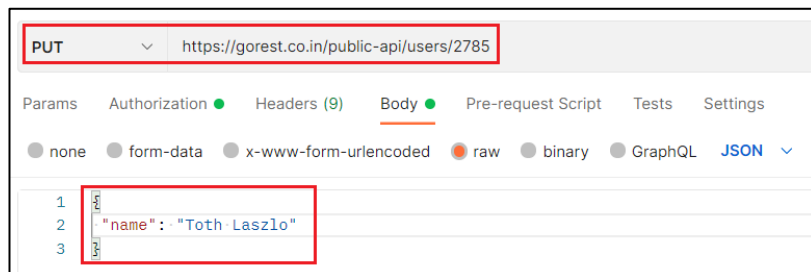 PUT https://gorest.co.in/public-api/users/2785
Params Authorization Headers (9) Body Pre-request Script Tests Settings
none form-data x-www-form-urlencoded raw binary GraphQL JSON
1 {
2 "name": "Toth Laszlo"
3 }